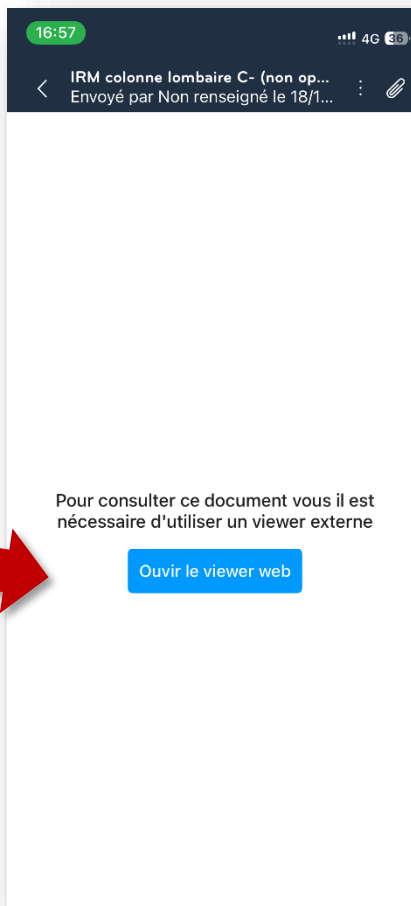 16:57
4G 36
IRM colonne lombaire C- (non op...
Envoyé par Non renseigné le 18/1...
Pour consulter ce document vous il est
nécessaire d'utiliser un viewer externe
Ouvir le viewer web